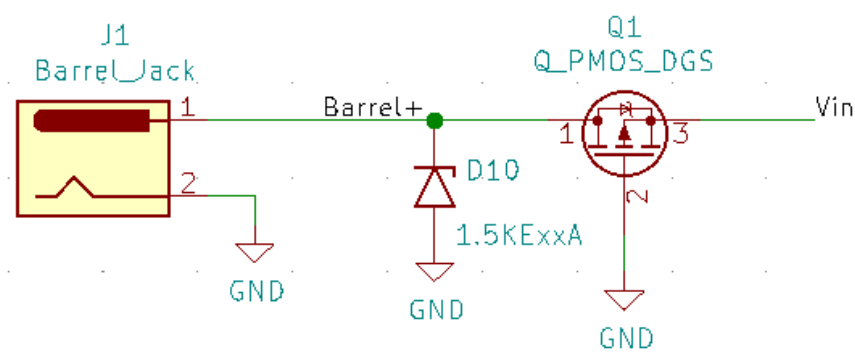 J1
Barrel_Jack
1
2
GND
Barrel+
D10
1.5KExxA
GND
Q1
Q_PMOS_DGS
1
3
2
GND
Vin